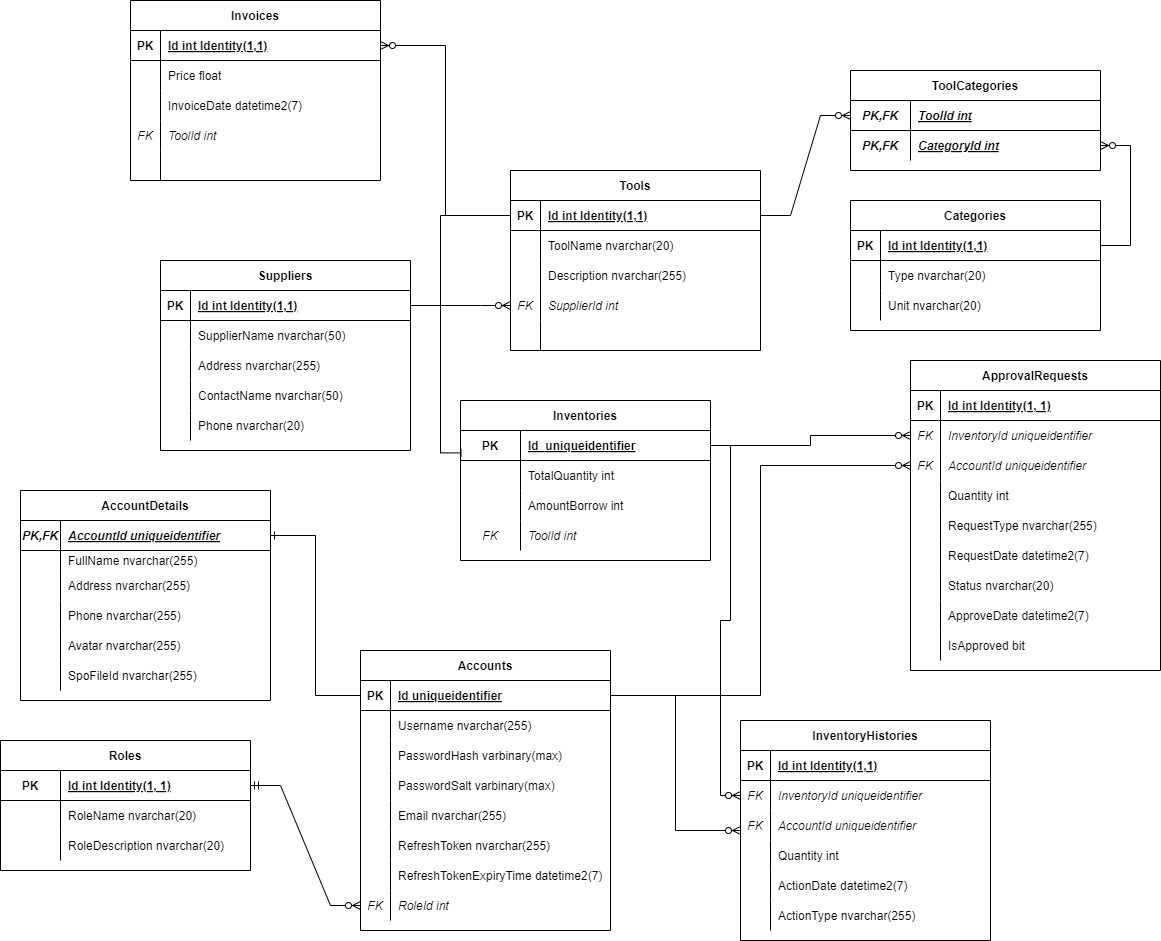 Invoices
PK Id int Identity(1,1)
Price float
InvoiceDate datetime2(7)
FK ToolId int
ToolCategories
PK,FK ToolId int
PK,FK CategoryId int
Tools
PK Id int Identity(1,1)
ToolName nvarchar(20)
Description nvarchar(255)
FK SupplierId int
Categories
PK Id int Identity(1,1)
Type nvarchar(20)
Unit nvarchar(20)
Suppliers
PK Id int Identity(1,1)
SupplierName nvarchar(50)
Address nvarchar(255)
ContactName nvarchar(50)
Phone nvarchar(20)
Inventories
PK Id uniqueidentifier
TotalQuantity int
AmountBorrow int
FK ToolId int
ApprovalRequests
PK Id int Identity(1, 1)
FK InventoryId uniqueidentifier
FK AccountId uniqueidentifier
Quantity int
RequestType nvarchar(255)
RequestDate datetime2(7)
Status nvarchar(20)
ApproveDate datetime2(7)
IsApproved bit
AccountDetails
PK,FK AccountId uniqueidentifier
FullName nvarchar(255)
Address nvarchar(255)
Phone nvarchar(255)
Avatar nvarchar(255)
SpoFileId nvarchar(255)
Accounts
PK Id uniqueidentifier
Username nvarchar(255)
PasswordHash varbinary(max)
PasswordSalt varbinary(max)
Email nvarchar(255)
RefreshToken nvarchar(255)
RefreshTokenExpiryTime datetime2(7)
FK RoleId int
Roles
PK Id int Identity(1, 1)
RoleName nvarchar(20)
RoleDescription nvarchar(20)
InventoryHistories
PK Id int Identity(1,1)
FK InventoryId uniqueidentifier
FK AccountId uniqueidentifier
Quantity int
ActionDate datetime2(7)
ActionType nvarchar(255)